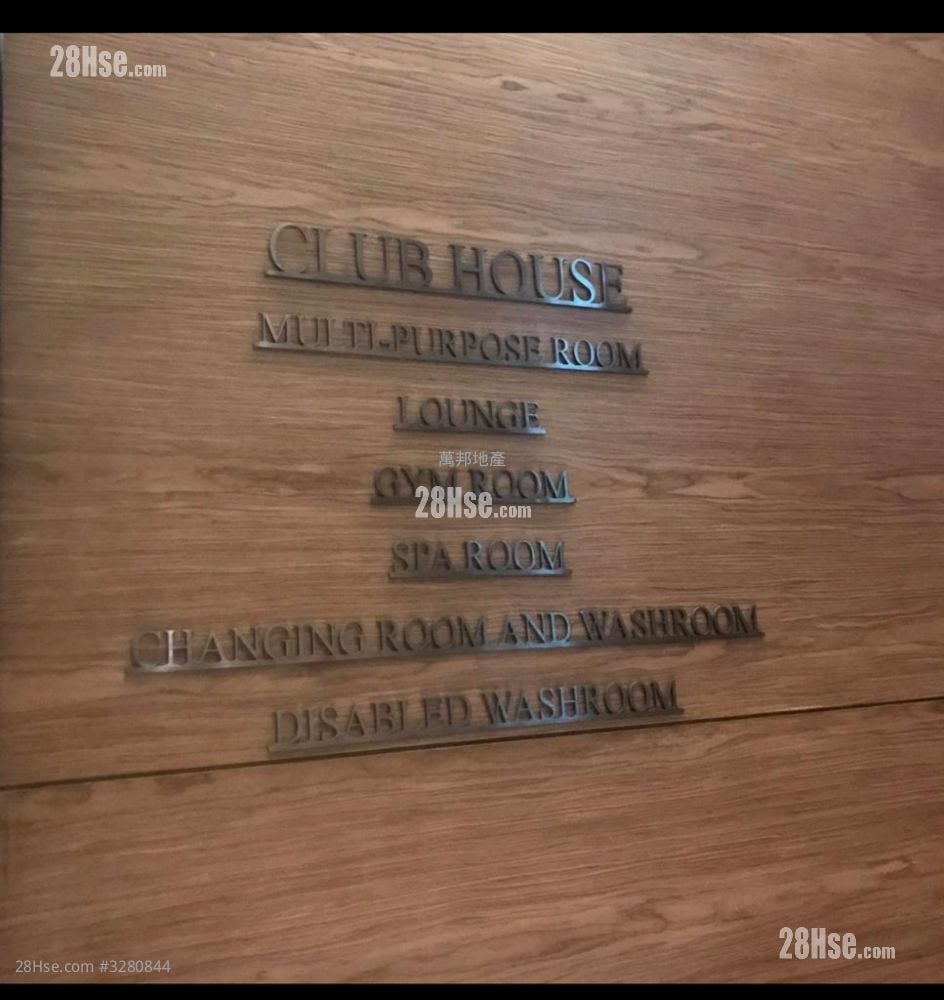 28Hse.com
CLUB HOUSE
MULTI-PURPOSE ROOM
LOUNGE
萬邦地產
GYM ROOM
28Hse.com
SPA ROOM
CHANGING ROOM AND WASHROOM
DISABLED WASHROOM
28Hse.com
28Hse.com #3280844